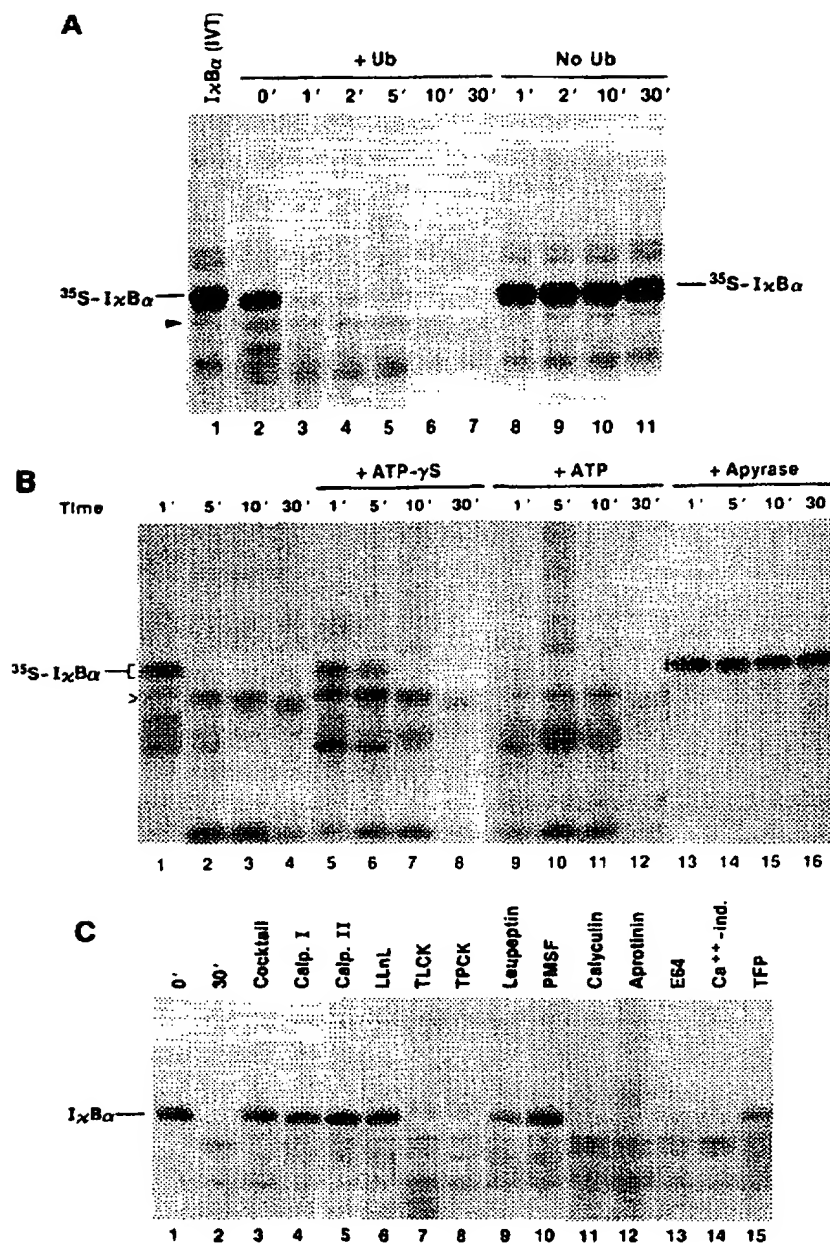 A
IϰBα (IVT)
+ Ub
No Ub
0' 1' 2' 5' 10' 30' 1' 2' 10' 30'
³⁵S-IϰBα
³⁵S-IϰBα
1 2 3 4 5 6 7 8 9 10 11
B
+ ATP-γS
+ ATP
+ Apyrase
Time 1' 5' 10' 30' 1' 5' 10' 30' 1' 5' 10' 30' 1' 5' 10' 30
³⁵S-IϰBα
>
1 2 3 4 5 6 7 8 9 10 11 12 13 14 15 16
C
0' 30' Cocktail Calp. I Calp. II LLnL TLCK TPCK Leupeptin PMSF Calyculin Aprotinin E64 Ca⁺⁺-ind. TFP
IϰBα
1 2 3 4 5 6 7 8 9 10 11 12 13 14 15